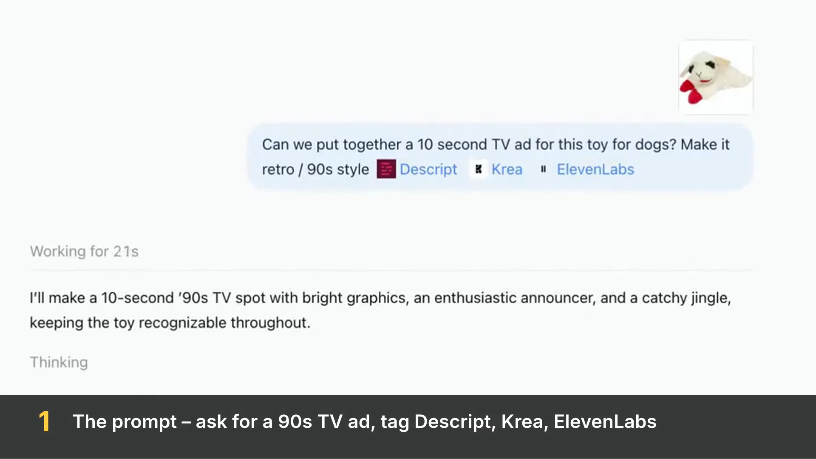 Can we put together a 10 second TV ad for this toy for dogs? Make it
retro / 90s style Descript Krea ElevenLabs
Working for 21s
I'll make a 10-second '90s TV spot with bright graphics, an enthusiastic announcer, and a catchy jingle,
keeping the toy recognizable throughout.
Thinking
1 The prompt – ask for a 90s TV ad, tag Descript, Krea, ElevenLabs